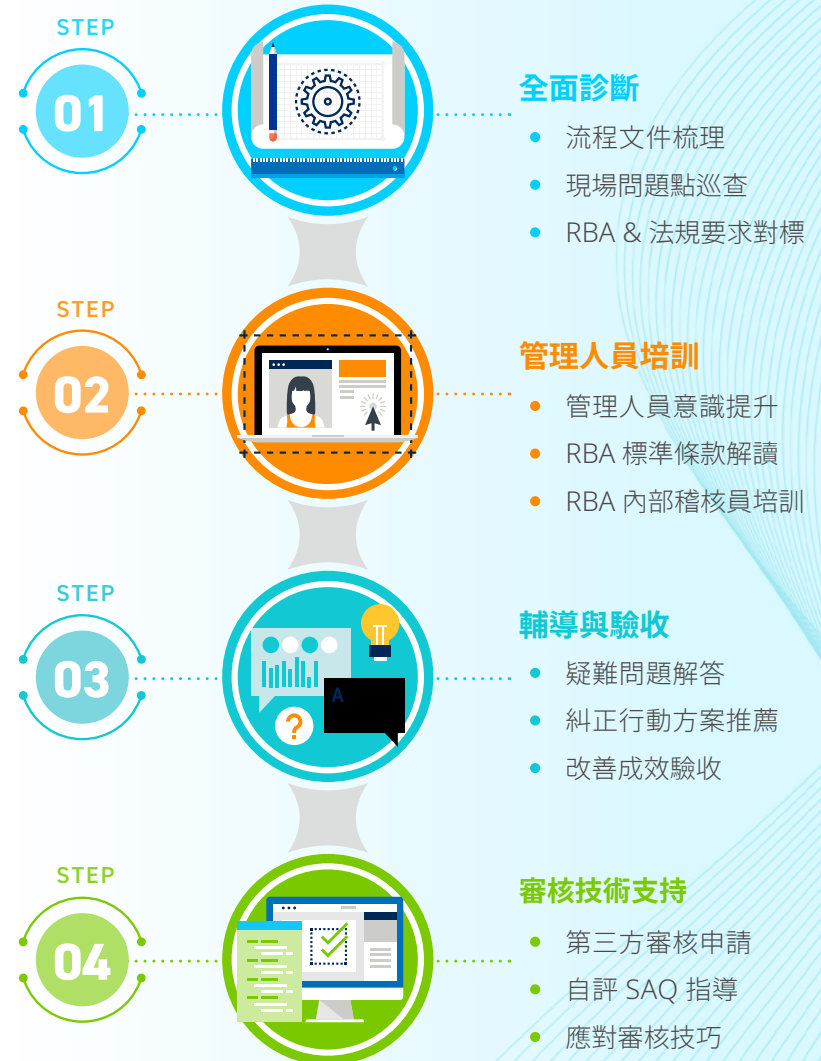 STEP
01
全面診斷
流程文件梳理
現場問題點巡查
RBA & 法規要求對標
STEP
02
管理人員培訓
管理人員意識提升
RBA 標準條款解讀
RBA 內部稽核員培訓
STEP
03
A
?
輔導與驗收
疑難問題解答
糾正行動方案推薦
改善成效驗收
STEP
04
審核技術支持
第三方審核申請
自評 SAQ 指導
應對審核技巧